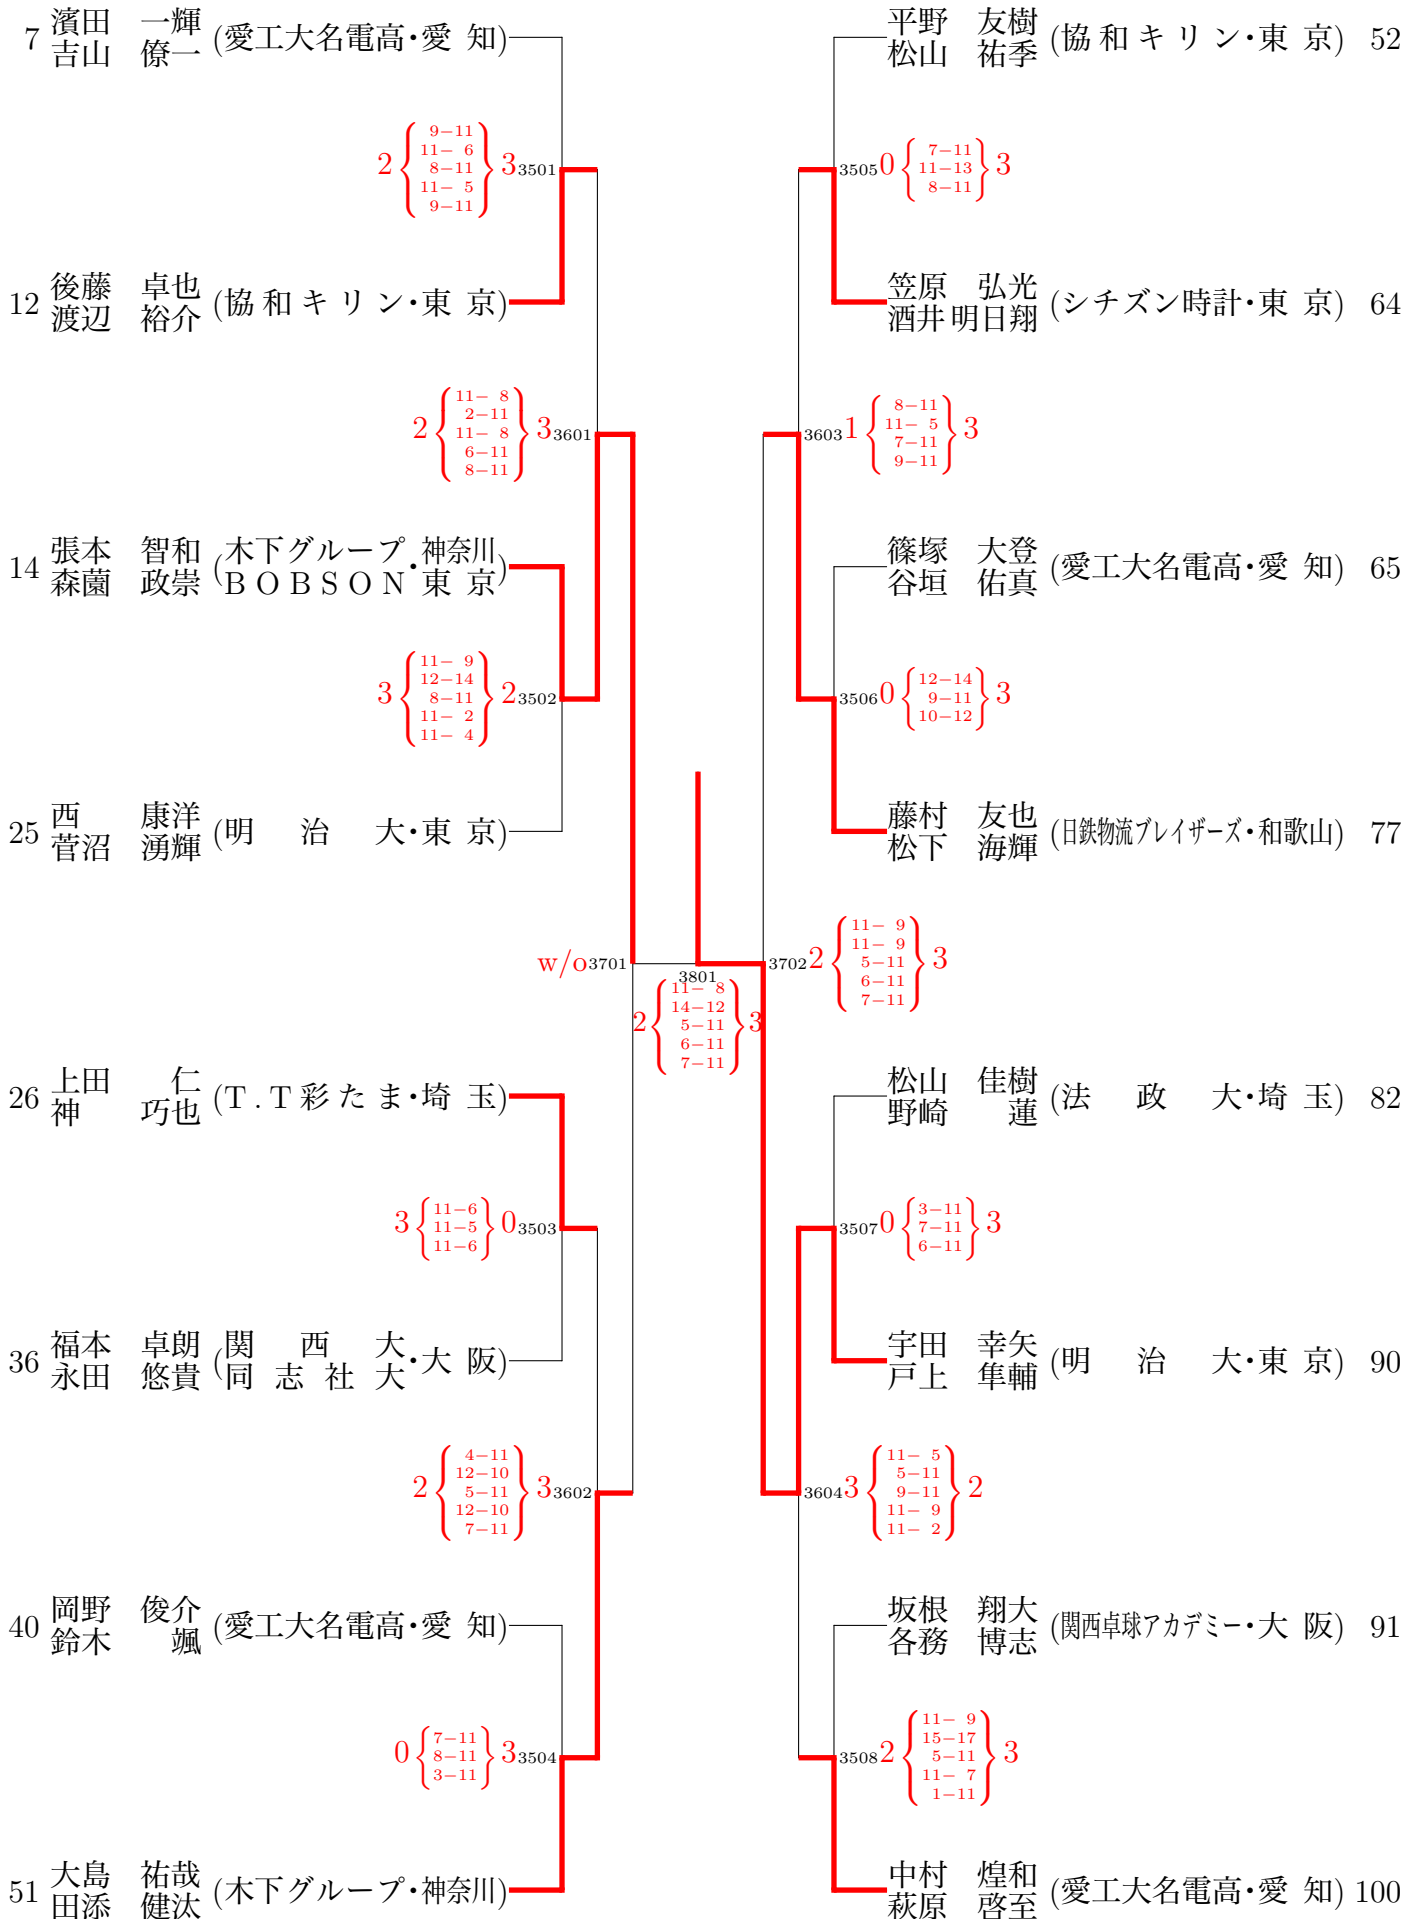 7 濱田 一輝 (愛工大名電高・愛 知)
吉山 僚一
2 9-11 3 3501
11- 6
8-11
11- 5
9-11
12 後藤 卓也 (協和キリン・東 京)
渡辺 裕介
2 11- 8 3 3601
2-11
11- 8
6-11
8-11
14 張本 智和 (木下グループ・神奈川)
森薗 政崇 (BOBSON・東 京)
3 11- 9 2 3502
12-14
8-11
11- 2
11- 4
25 西 康洋 (明治大・東 京)
菅沼 湧輝
w/o 3701
26 上田 仁 (T.T彩たま・埼 玉)
神 巧也
3 11-6 0 3503
11-5
11-6
36 福本 卓朗 (関西大・大 阪)
永田 悠貴 (同志社大・大 阪)
2 4-11 3 3602
12-10
5-11
12-10
7-11
40 岡野 俊介 (愛工大名電高・愛 知)
鈴木 颯
0 7-11 3 3504
8-11
3-11
51 大島 祐哉 (木下グループ・神奈川)
田添 健汰
3801
2 11- 8 3
14-12
5-11
6-11
7-11
平野 友樹 (協和キリン・東 京) 52
松山 祐季
3505 0 7-11 3
11-13
8-11
笠原 弘光 (シチズン時計・東 京) 64
酒井 明日翔
3603 1 8-11 3
11- 5
7-11
9-11
篠塚 大登 (愛工大名電高・愛 知) 65
谷垣 佑真
3506 0 12-14 3
9-11
10-12
藤村 友也 (日鉄物流ブレイザーズ・和歌山) 77
松下 海輝
3702 2 11- 9 3
11- 9
5-11
6-11
7-11
松山 佳樹 (法政大・埼 玉) 82
野崎 蓮
3507 0 3-11 3
7-11
6-11
宇田 幸矢 (明治大・東 京) 90
戸上 隼輔
3604 3 11- 5 2
5-11
9-11
11- 9
11- 2
坂根 翔大 (関西卓球アカデミー・大 阪) 91
各務 博志
3508 2 11- 9 3
15-17
5-11
11- 7
1-11
中村 煌和 (愛工大名電高・愛 知) 100
萩原 啓至